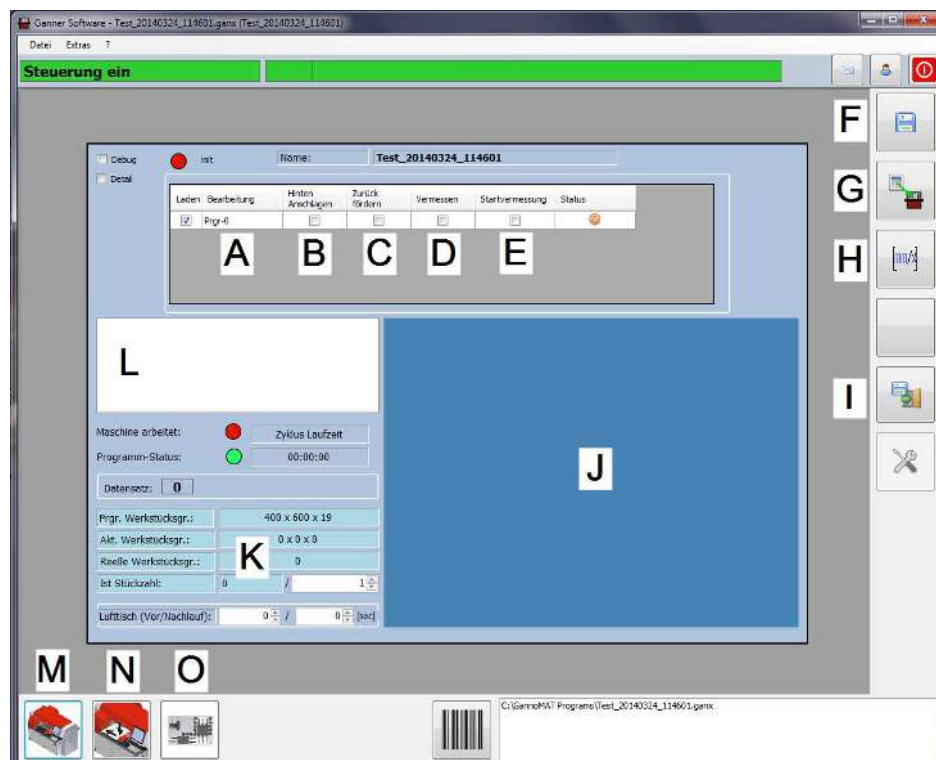 Ganner Software - Test_20140324_114601.ganx (Test_20140324_114601)
Datei Extras ?
Steuerung ein
F
Debug
Init
Name:
Test_20140324_114601
Detail
Laden Bearbeitung Hinten Anschlagen Zurück fördern Vermessen Startvermessung Status
Prgr-0
A B C D E
G
H
[mm/]
I
L
J
Maschine arbeitet:
Zyklus Laufzeit
Programm-Status:
00:00:00
Datensatz: 0
Prgr. Werkstücksgr.: 400 x 600 x 19
Akt. Werkstücksgr.: 0 x 0 x 0
Reelle Werkstücksgr.: 0
K
Ist Stückzahl: 0 / 1
Lufttisch (Vor/Nachlauf): 0 / 0 [sec]
M N O
C:\GannoMAT Programs\Test_20140324_114601.ganx